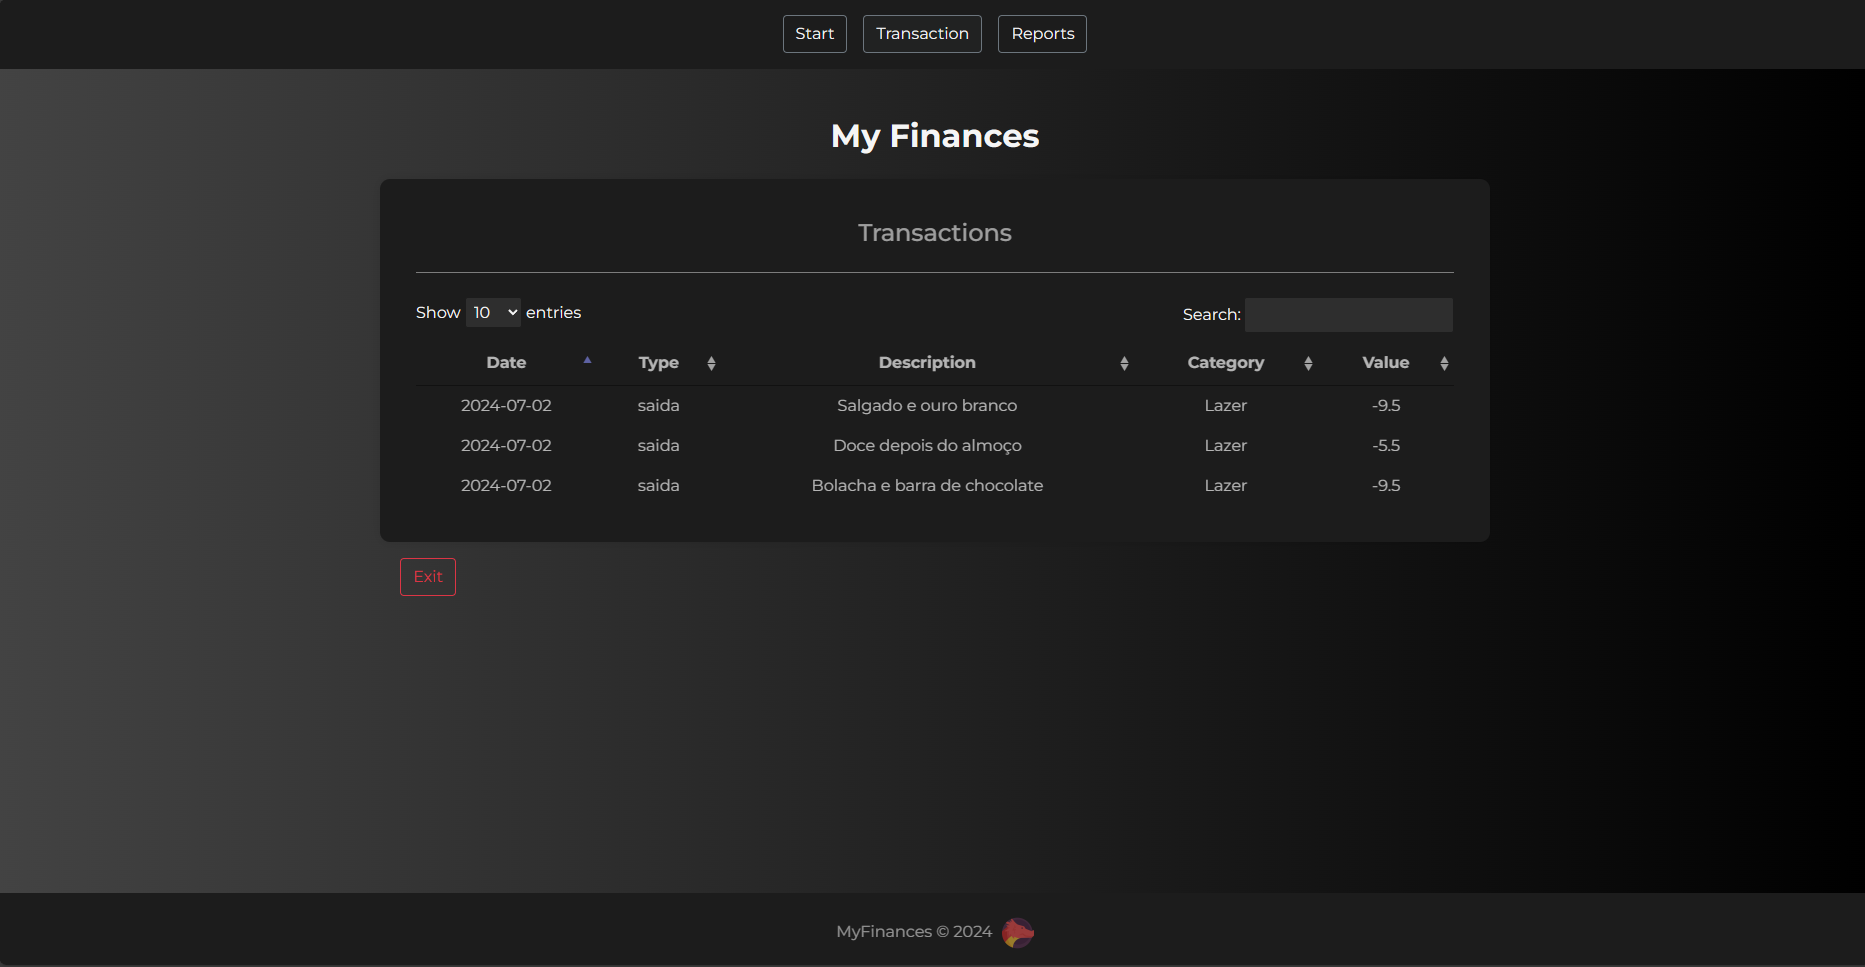 Start Transaction Reports
My Finances
Transactions
Show 10 entries Search:
Date Type Description Category Value
2024-07-02 saida Salgado e ouro branco Lazer -9.5
2024-07-02 saida Doce depois do almoço Lazer -5.5
2024-07-02 saida Bolacha e barra de chocolate Lazer -9.5
Exit
MyFinances © 2024